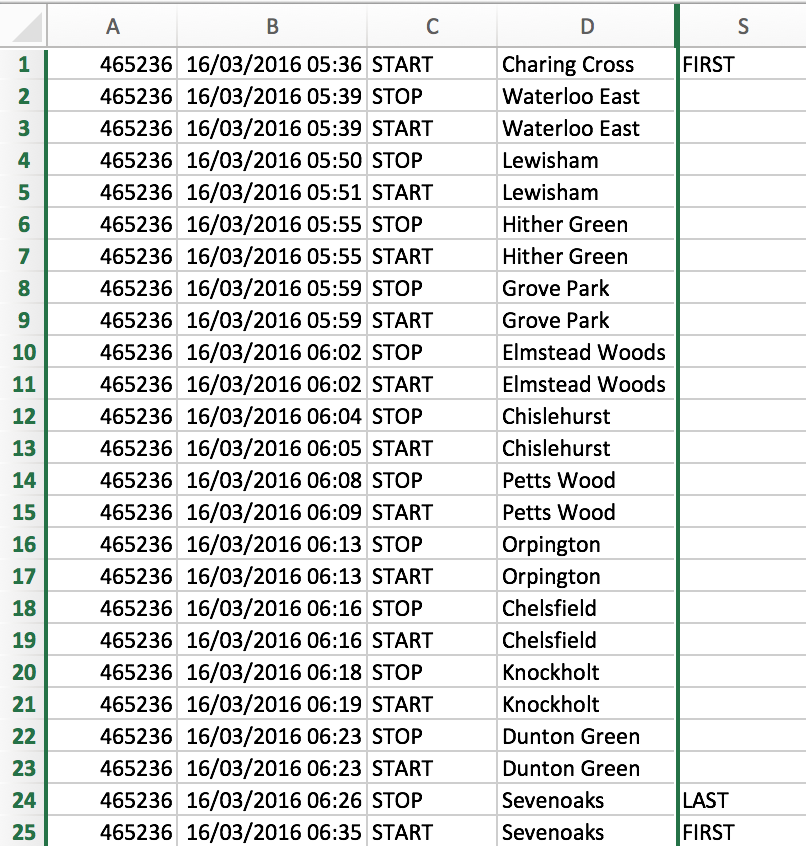 A B C D S
1 465236 16/03/2016 05:36 START Charing Cross FIRST
2 465236 16/03/2016 05:39 STOP Waterloo East
3 465236 16/03/2016 05:39 START Waterloo East
4 465236 16/03/2016 05:50 STOP Lewisham
5 465236 16/03/2016 05:51 START Lewisham
6 465236 16/03/2016 05:55 STOP Hither Green
7 465236 16/03/2016 05:55 START Hither Green
8 465236 16/03/2016 05:59 STOP Grove Park
9 465236 16/03/2016 05:59 START Grove Park
10 465236 16/03/2016 06:02 STOP Elmstead Woods
11 465236 16/03/2016 06:02 START Elmstead Woods
12 465236 16/03/2016 06:04 STOP Chislehurst
13 465236 16/03/2016 06:05 START Chislehurst
14 465236 16/03/2016 06:08 STOP Petts Wood
15 465236 16/03/2016 06:09 START Petts Wood
16 465236 16/03/2016 06:13 STOP Orpington
17 465236 16/03/2016 06:13 START Orpington
18 465236 16/03/2016 06:16 STOP Chelsfield
19 465236 16/03/2016 06:16 START Chelsfield
20 465236 16/03/2016 06:18 STOP Knockholt
21 465236 16/03/2016 06:19 START Knockholt
22 465236 16/03/2016 06:23 STOP Dunton Green
23 465236 16/03/2016 06:23 START Dunton Green
24 465236 16/03/2016 06:26 STOP Sevenoaks LAST
25 465236 16/03/2016 06:35 START Sevenoaks FIRST